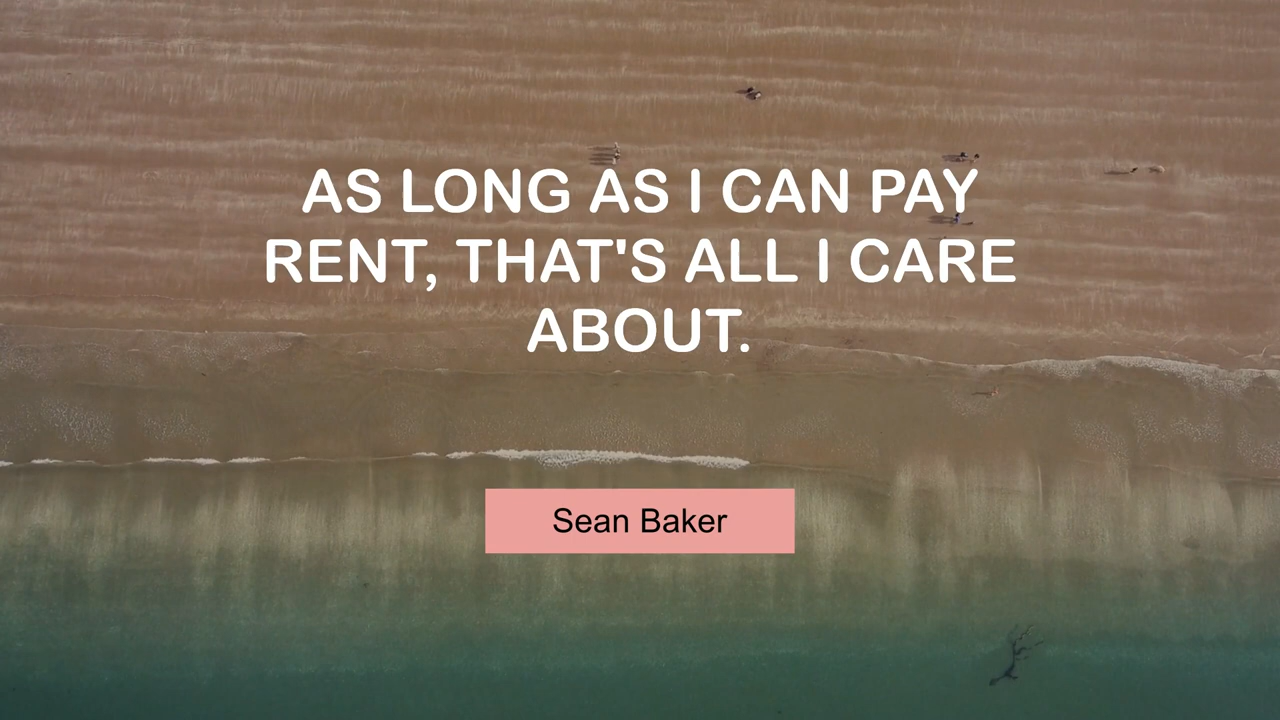 AS LONG AS I CAN PAY
RENT, THAT'S ALL I CARE
ABOUT.
Sean Baker